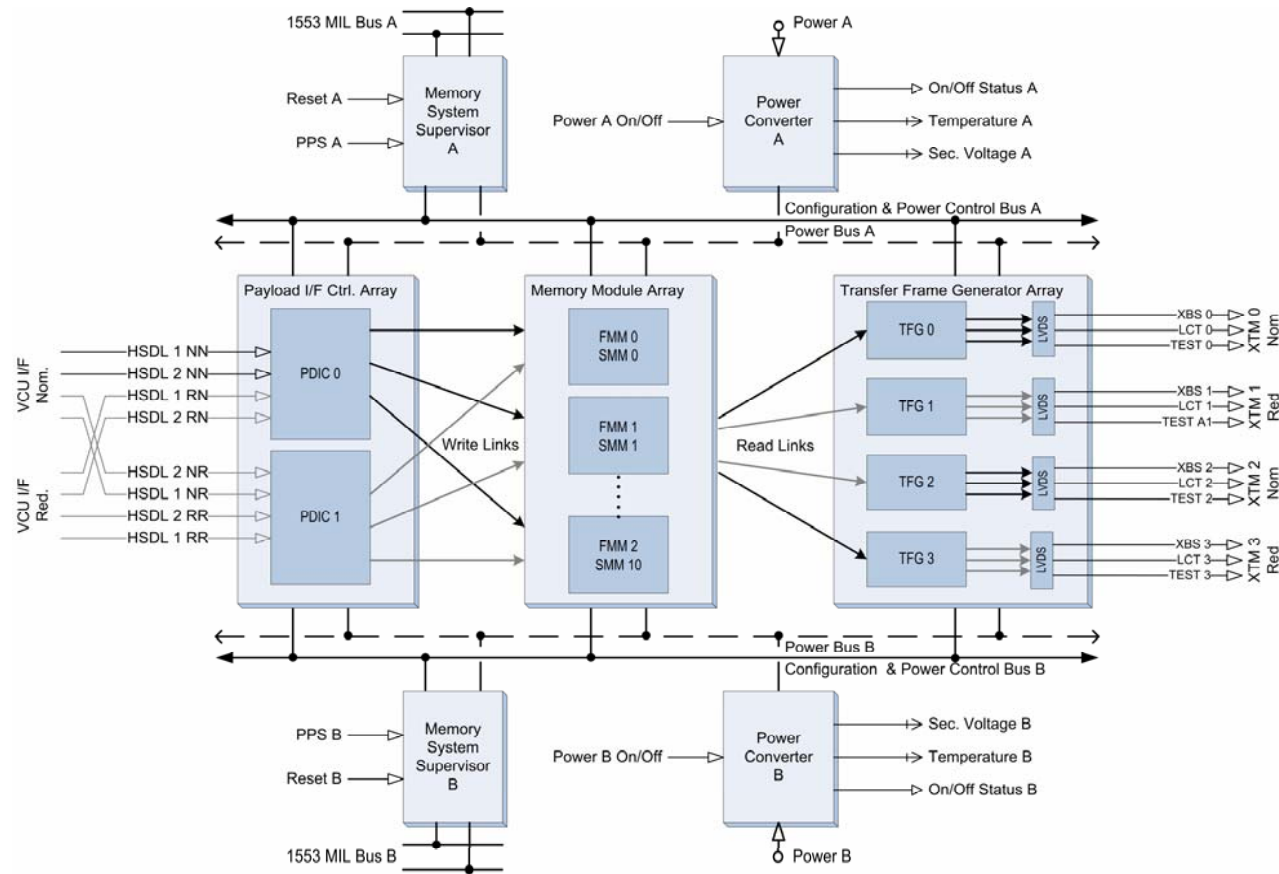 1553 MIL Bus A
Power A
Reset A
PPS A
Memory
System
Supervisor
A
Power A On/Off
Power
Converter
A
On/Off Status A
Temperature A
Sec. Voltage A
Configuration & Power Control Bus A
Power Bus A
Payload I/F Ctrl. Array
Memory Module Array
Transfer Frame Generator Array
VCU I/F
Nom.
HSDL 1 NN
HSDL 2 NN
HSDL 1 RN
HSDL 2 RN
VCU I/F
Red.
HSDL 2 NR
HSDL 1 NR
HSDL 2 RR
HSDL 1 RR
PDIC 0
PDIC 1
Write Links
FMM 0
SMM 0
FMM 1
SMM 1
FMM 2
SMM 10
Read Links
TFG 0
LVDS
XBS 0
LCT 0
TEST 0
XTM 0
Nom
TFG 1
LVDS
XBS 1
LCT 1
TEST A1
XTM 1
Red
TFG 2
LVDS
XBS 2
LCT 2
TEST 2
XTM 2
Nom
TFG 3
LVDS
XBS 3
LCT 3
TEST 3
XTM 3
Red
Power Bus B
Configuration & Power Control Bus B
PPS B
Reset B
Memory
System
Supervisor
B
Power B On/Off
Power
Converter
B
Sec. Voltage B
Temperature B
On/Off Status B
1553 MIL Bus B
Power B